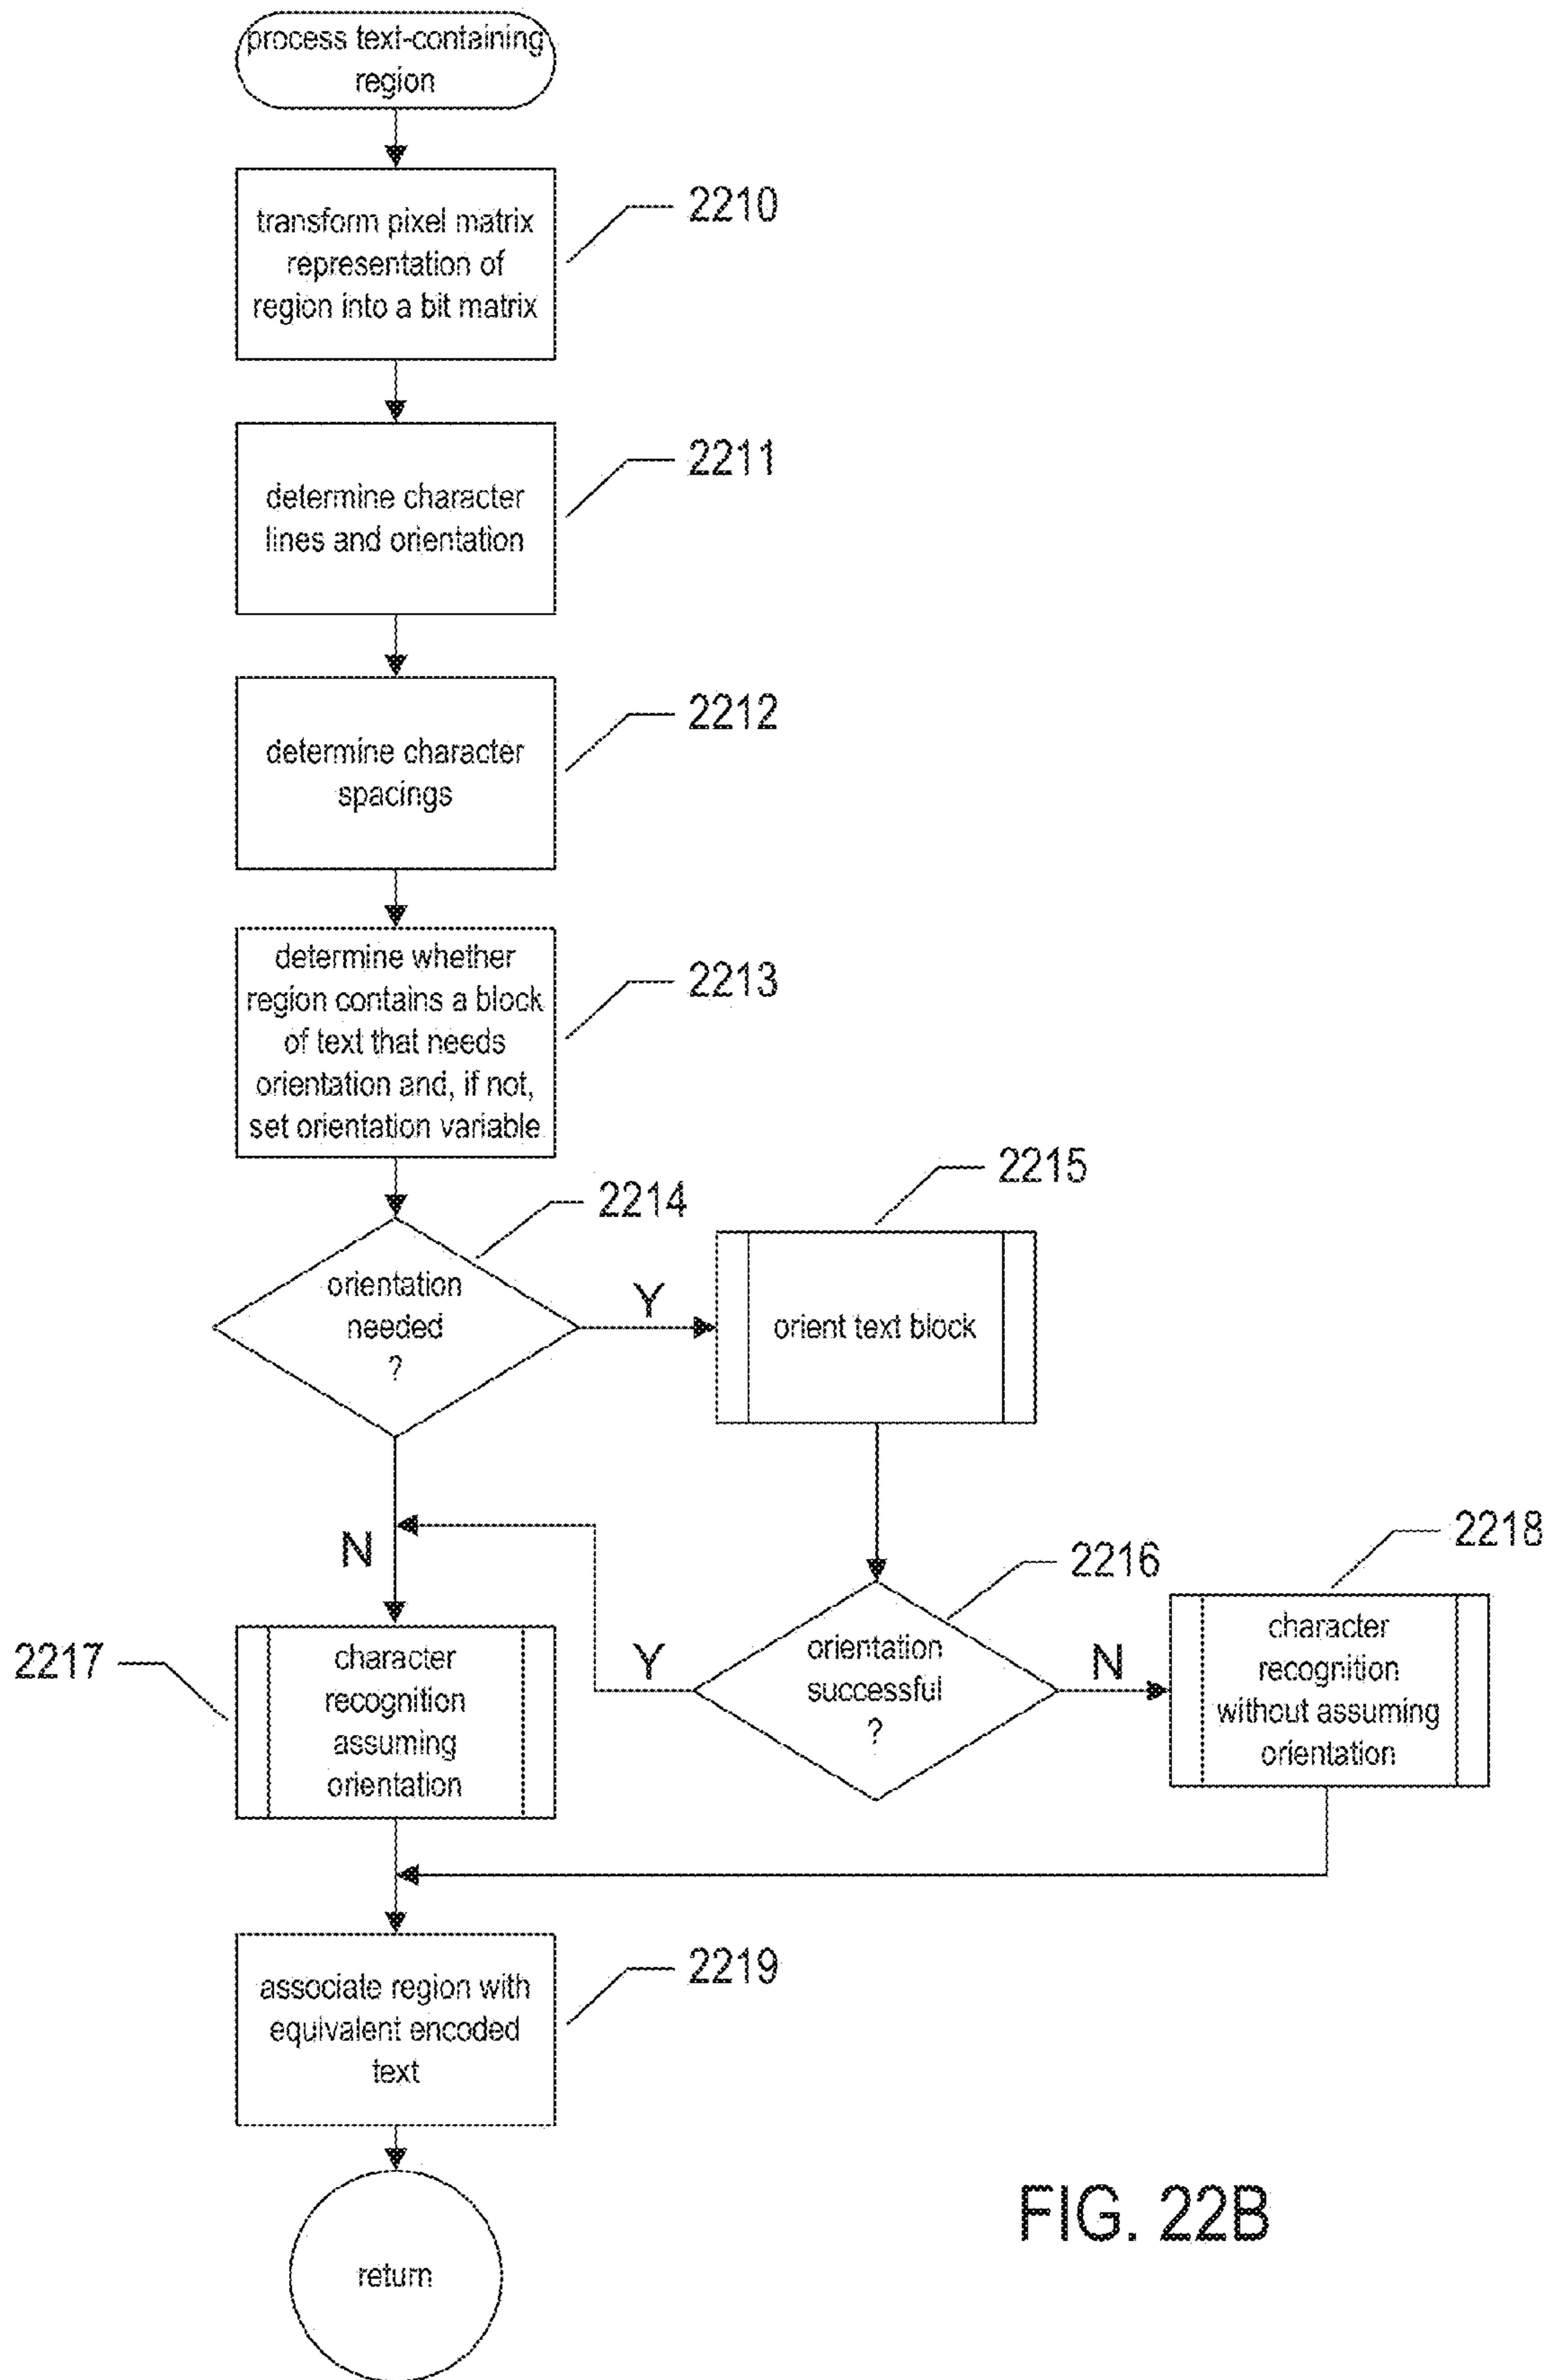 process text-containing
region
2210
transform pixel matrix
representation of
region into a bit matrix
2211
determine character
lines and orientation
2212
determine character
spacings
2213
determine whether
region contains a block
of text that needs
orientation and, if not,
set orientation variable
2214
orientation
needed
?
Y
2215
orient text block
N
2216
orientation
successful
?
Y
N
2218
character
recognition
without assuming
orientation
2217
character
recognition
assuming
orientation
2219
associate region with
equivalent encoded
text
return
FIG. 22B